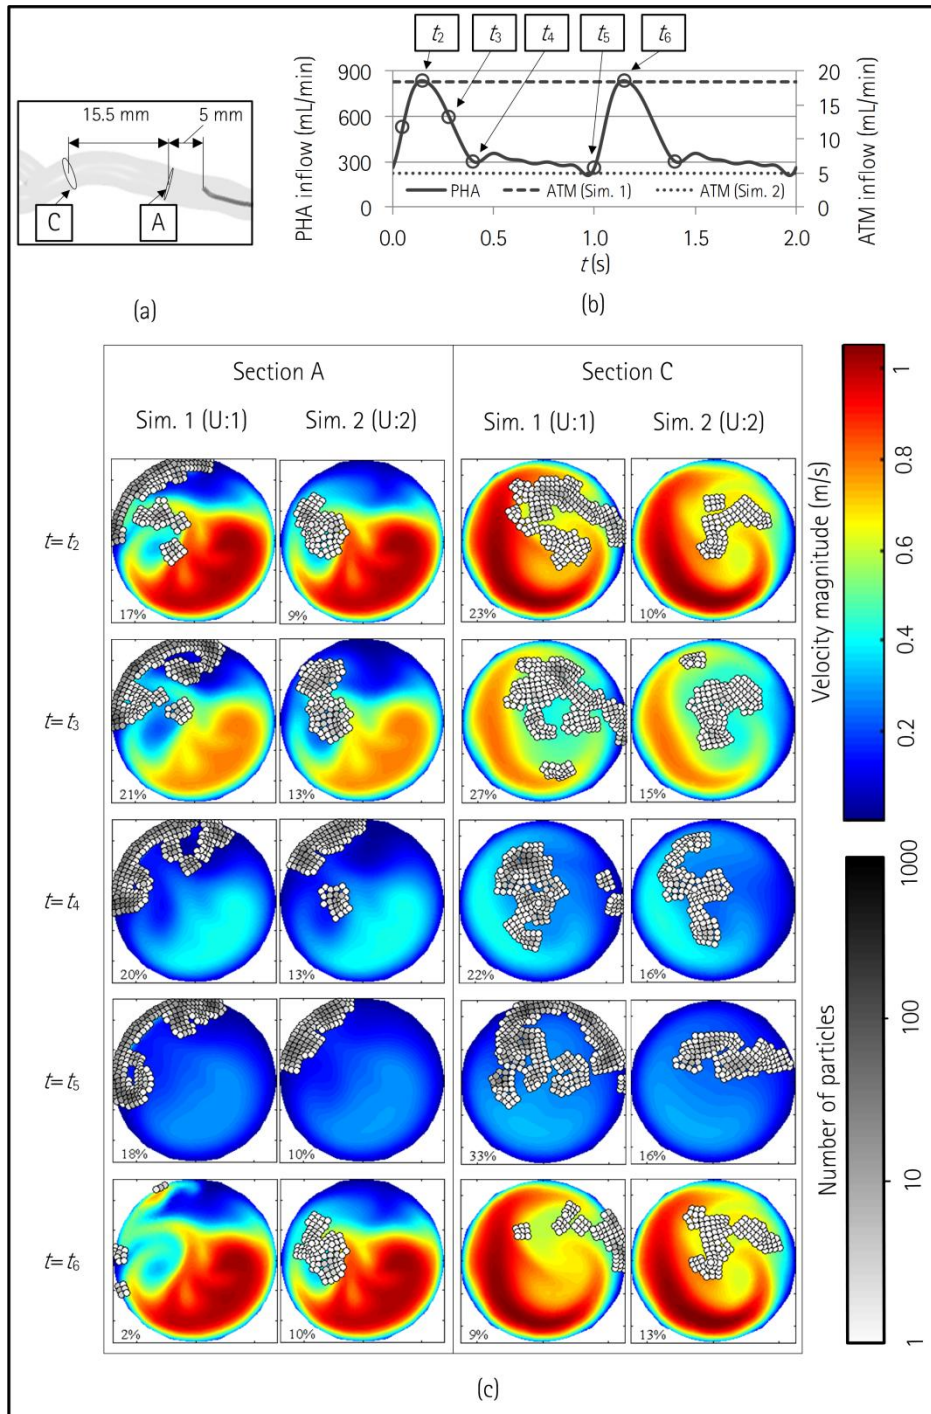 t2 t3 t4 t5 t6
15.5 mm 5 mm
C A
(a)
PHA inflow (mL/min)
900
600
300
0
ATM inflow (mL/min)
20
15
10
5
0
PHA ATM (Sim. 1) ATM (Sim. 2)
0.0 0.5 1.0 1.5 2.0
t (s)
(b)
Section A Section C
Sim. 1 (U:1) Sim. 2 (U:2) Sim. 1 (U:1) Sim. 2 (U:2)
t= t2
17% 9% 23% 10%
t= t3
21% 13% 27% 15%
t= t4
20% 13% 22% 16%
t= t5
18% 10% 33% 16%
t= t6
2% 10% 9% 13%
Velocity magnitude (m/s)
1
0.8
0.6
0.4
0.2
Number of particles
1000
100
10
1
(c)